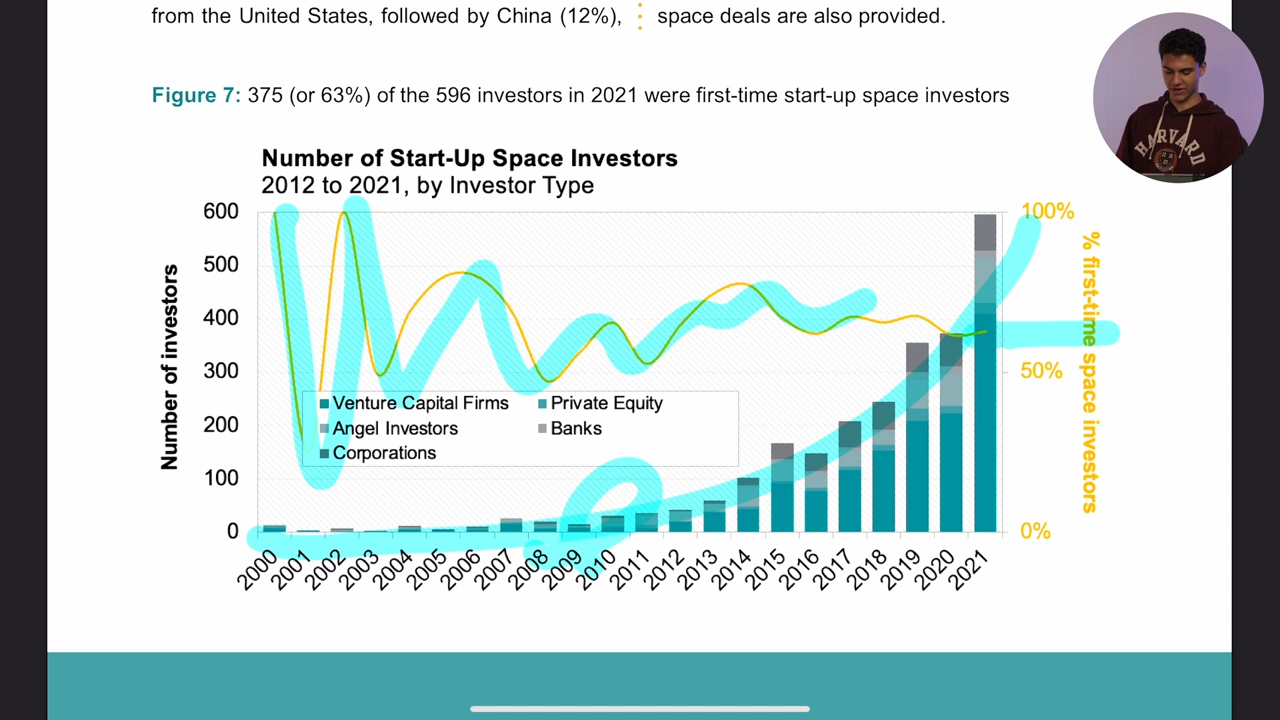 from the United States, followed by China (12%),
space deals are also provided.
Figure 7: 375 (or 63%) of the 596 investors in 2021 were first-time start-up space investors
Number of Start-Up Space Investors
2012 to 2021, by Investor Type
600
500
400
300
200
100
0
Number of investors
100%
50%
0%
% first-time space investors
Venture Capital Firms
Private Equity
Angel Investors
Banks
Corporations
2000
2001
2002
2003
2004
2005
2006
2007
2008
2009
2010
2011
2012
2013
2014
2015
2016
2017
2018
2019
2020
2021
HARVARD